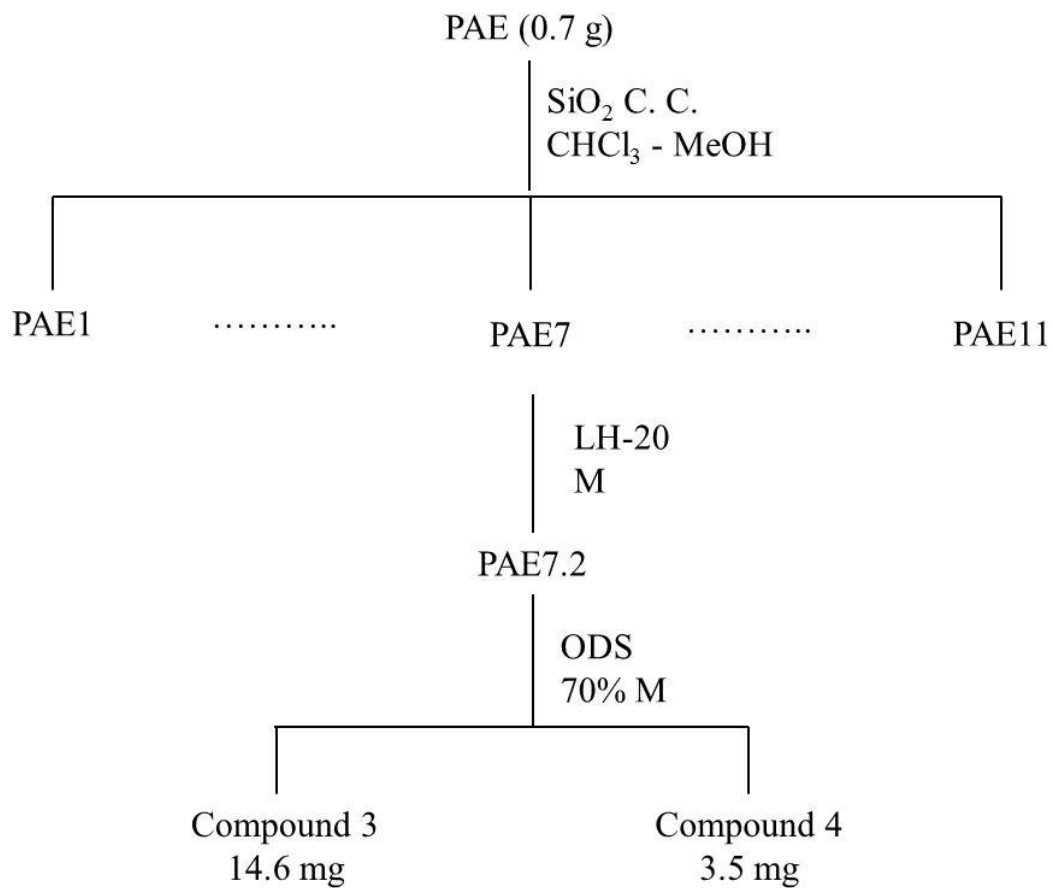 PAE (0.7 g)
SiO₂ C. C.
CHCl₃ - MeOH
PAE1 ........... PAE7 ........... PAE11
LH-20
M
PAE7.2
ODS
70% M
Compound 3 Compound 4
14.6 mg 3.5 mg